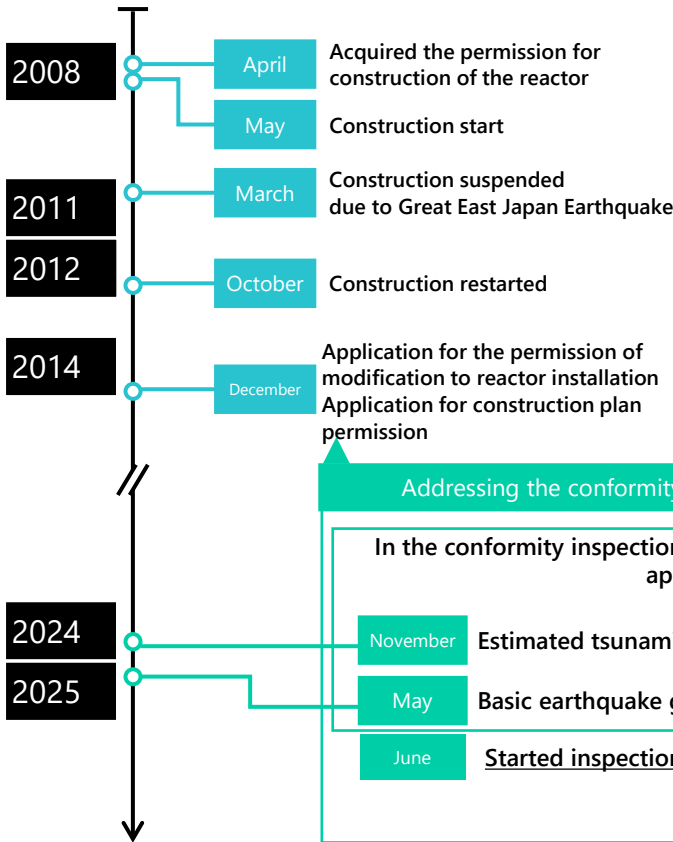 2008
April
Acquired the permission for
construction of the reactor
May
Construction start
2011
March
Construction suspended
due to Great East Japan Earthquake
2012
October
Construction restarted
2014
December
Application for the permission of
modification to reactor installation
Application for construction plan
permission
Addressing the conformity
In the conformity inspection
ap
2024
November
Estimated tsunam
2025
May
Basic earthquake g
June
Started inspection